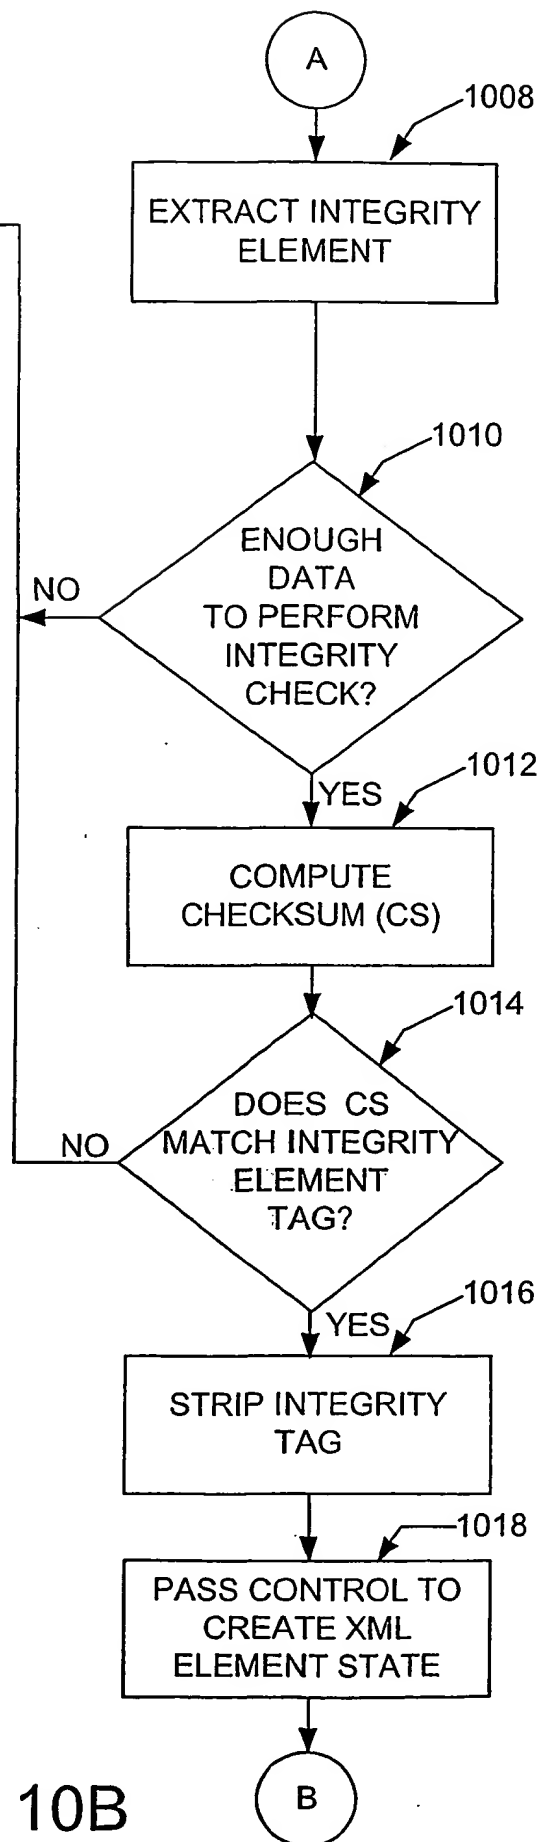 A
1008
EXTRACT INTEGRITY
ELEMENT
1010
ENOUGH
DATA
TO PERFORM
INTEGRITY
CHECK?
NO
YES
1012
COMPUTE
CHECKSUM (CS)
1014
DOES CS
MATCH INTEGRITY
ELEMENT
TAG?
NO
YES
1016
STRIP INTEGRITY
TAG
1018
PASS CONTROL TO
CREATE XML
ELEMENT STATE
B
10B